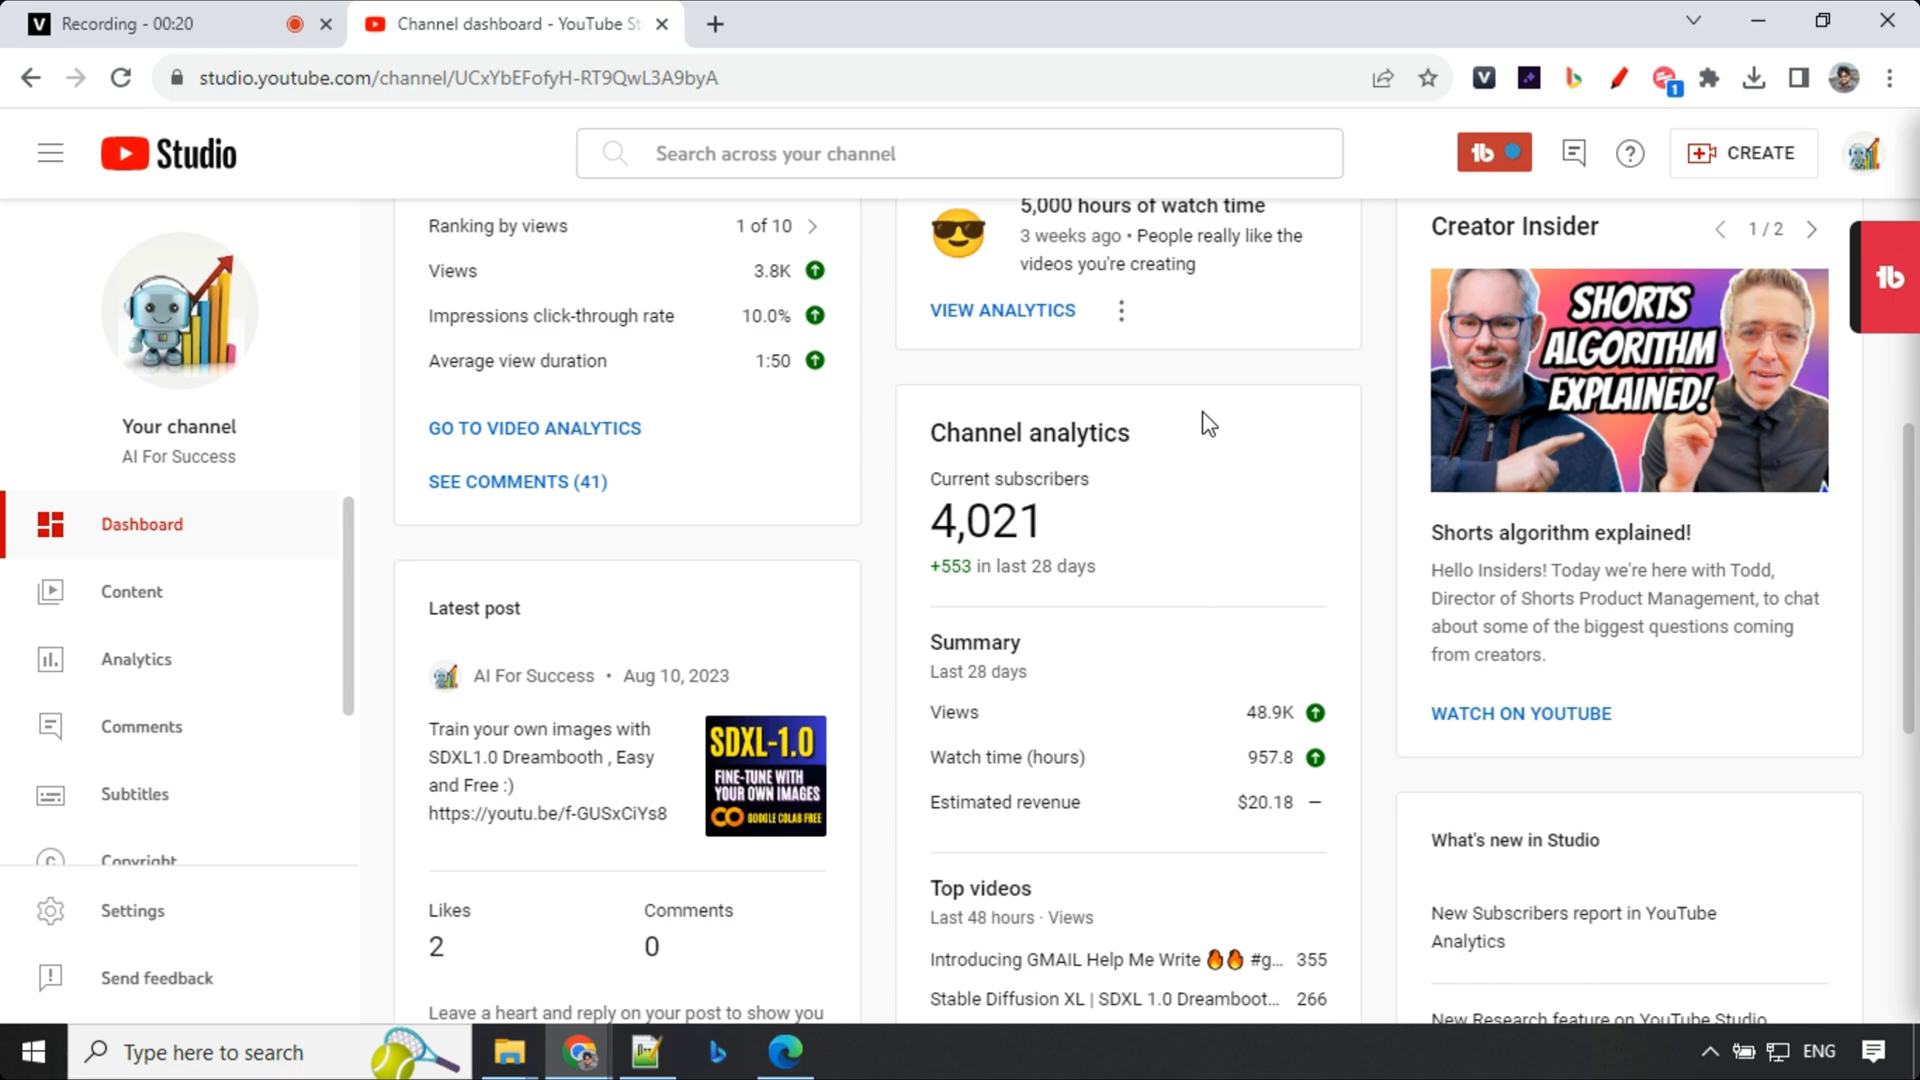 Recording - 00:20
Channel dashboard - YouTube St
studio.youtube.com/channel/UCxYbEFofyH-RT9QwL3A9byA
1
Studio
Search across your channel
CREATE
Your channel
AI For Success
Dashboard
Content
Analytics
Comments
Subtitles
Copyright
Settings
Send feedback
Ranking by views 1 of 10
Views 3.8K
Impressions click-through rate 10.0%
Average view duration 1:50
GO TO VIDEO ANALYTICS
SEE COMMENTS (41)
Latest post
AI For Success • Aug 10, 2023
Train your own images with
SDXL1.0 Dreambooth , Easy
and Free :)
https://youtu.be/f-GUSxCiYs8
SDXL-1.0
FINE-TUNE WITH
YOUR OWN IMAGES
GOOGLE COLAB FREE
Likes Comments
2 0
Leave a heart and reply on your post to show you
5,000 hours of watch time
3 weeks ago • People really like the
videos you're creating
VIEW ANALYTICS
Channel analytics
Current subscribers
4,021
+553 in last 28 days
Summary
Last 28 days
Views 48.9K
Watch time (hours) 957.8
Estimated revenue $20.18 —
Top videos
Last 48 hours · Views
Introducing GMAIL Help Me Write 🔥🔥 #g... 355
Stable Diffusion XL | SDXL 1.0 Dreamboot... 266
Creator Insider 1 / 2
SHORTS
ALGORITHM
EXPLAINED!
Shorts algorithm explained!
Hello Insiders! Today we're here with Todd,
Director of Shorts Product Management, to chat
about some of the biggest questions coming
from creators.
WATCH ON YOUTUBE
What's new in Studio
New Subscribers report in YouTube
Analytics
New Research feature on YouTube Studio
Type here to search
ENG